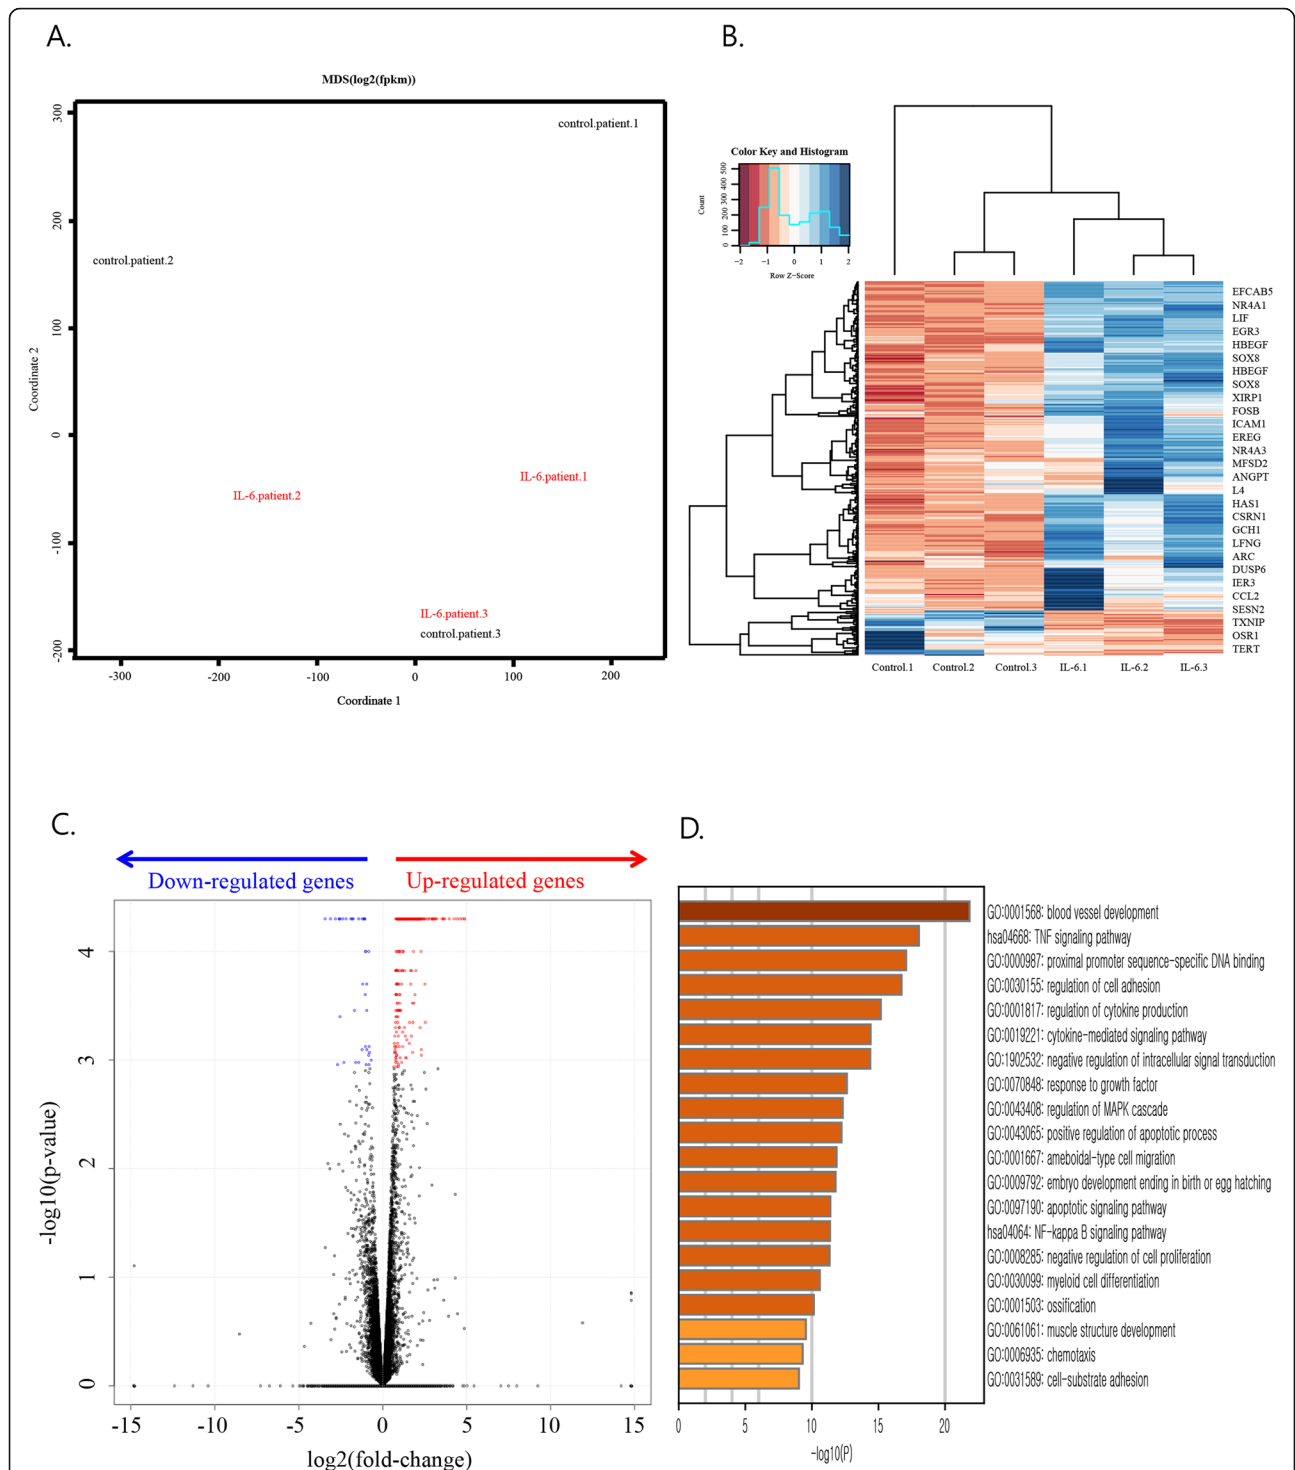 A.
MDS(log2(fpkm))
300
200
100
0
-100
-200
Coordinate 2
control.patient.1
control.patient.2
IL-6.patient.1
IL-6.patient.2
IL-6.patient.3
control.patient.3
-300
-200
-100
0
100
200
Coordinate 1
B.
Color Key and Histogram
Count
0 100 200 300 400 500
-2 -1 0 1 2
Row Z-Score
EFCAB5
NR4A1
LIF
EGR3
HBEGF
SOX8
HBEGF
SOX8
XIRP1
FOSB
ICAM1
EREG
NR4A3
MFSD2
ANGPT
L4
HAS1
CSRN1
GCH1
LFNG
ARC
DUSP6
IER3
CCL2
SESN2
TXNIP
OSR1
TERT
Control.1
Control.2
Control.3
IL-6.1
IL-6.2
IL-6.3
C.
Down-regulated genes
Up-regulated genes
4
3
2
1
0
-log10(p-value)
-15
-10
-5
0
5
10
15
log2(fold-change)
D.
GO:0001568: blood vessel development
hsa04668: TNF signaling pathway
GO:0000987: proximal promoter sequence-specific DNA binding
GO:0030155: regulation of cell adhesion
GO:0001817: regulation of cytokine production
GO:0019221: cytokine-mediated signaling pathway
GO:1902532: negative regulation of intracellular signal transduction
GO:0070848: response to growth factor
GO:0043408: regulation of MAPK cascade
GO:0043065: positive regulation of apoptotic process
GO:0001667: ameboidal-type cell migration
GO:0009792: embryo development ending in birth or egg hatching
GO:0097190: apoptotic signaling pathway
hsa04064: NF-kappa B signaling pathway
GO:0008285: negative regulation of cell proliferation
GO:0030099: myeloid cell differentiation
GO:0001503: ossification
GO:0061061: muscle structure development
GO:0006935: chemotaxis
GO:0031589: cell-substrate adhesion
0
5
10
15
20
-log10(P)